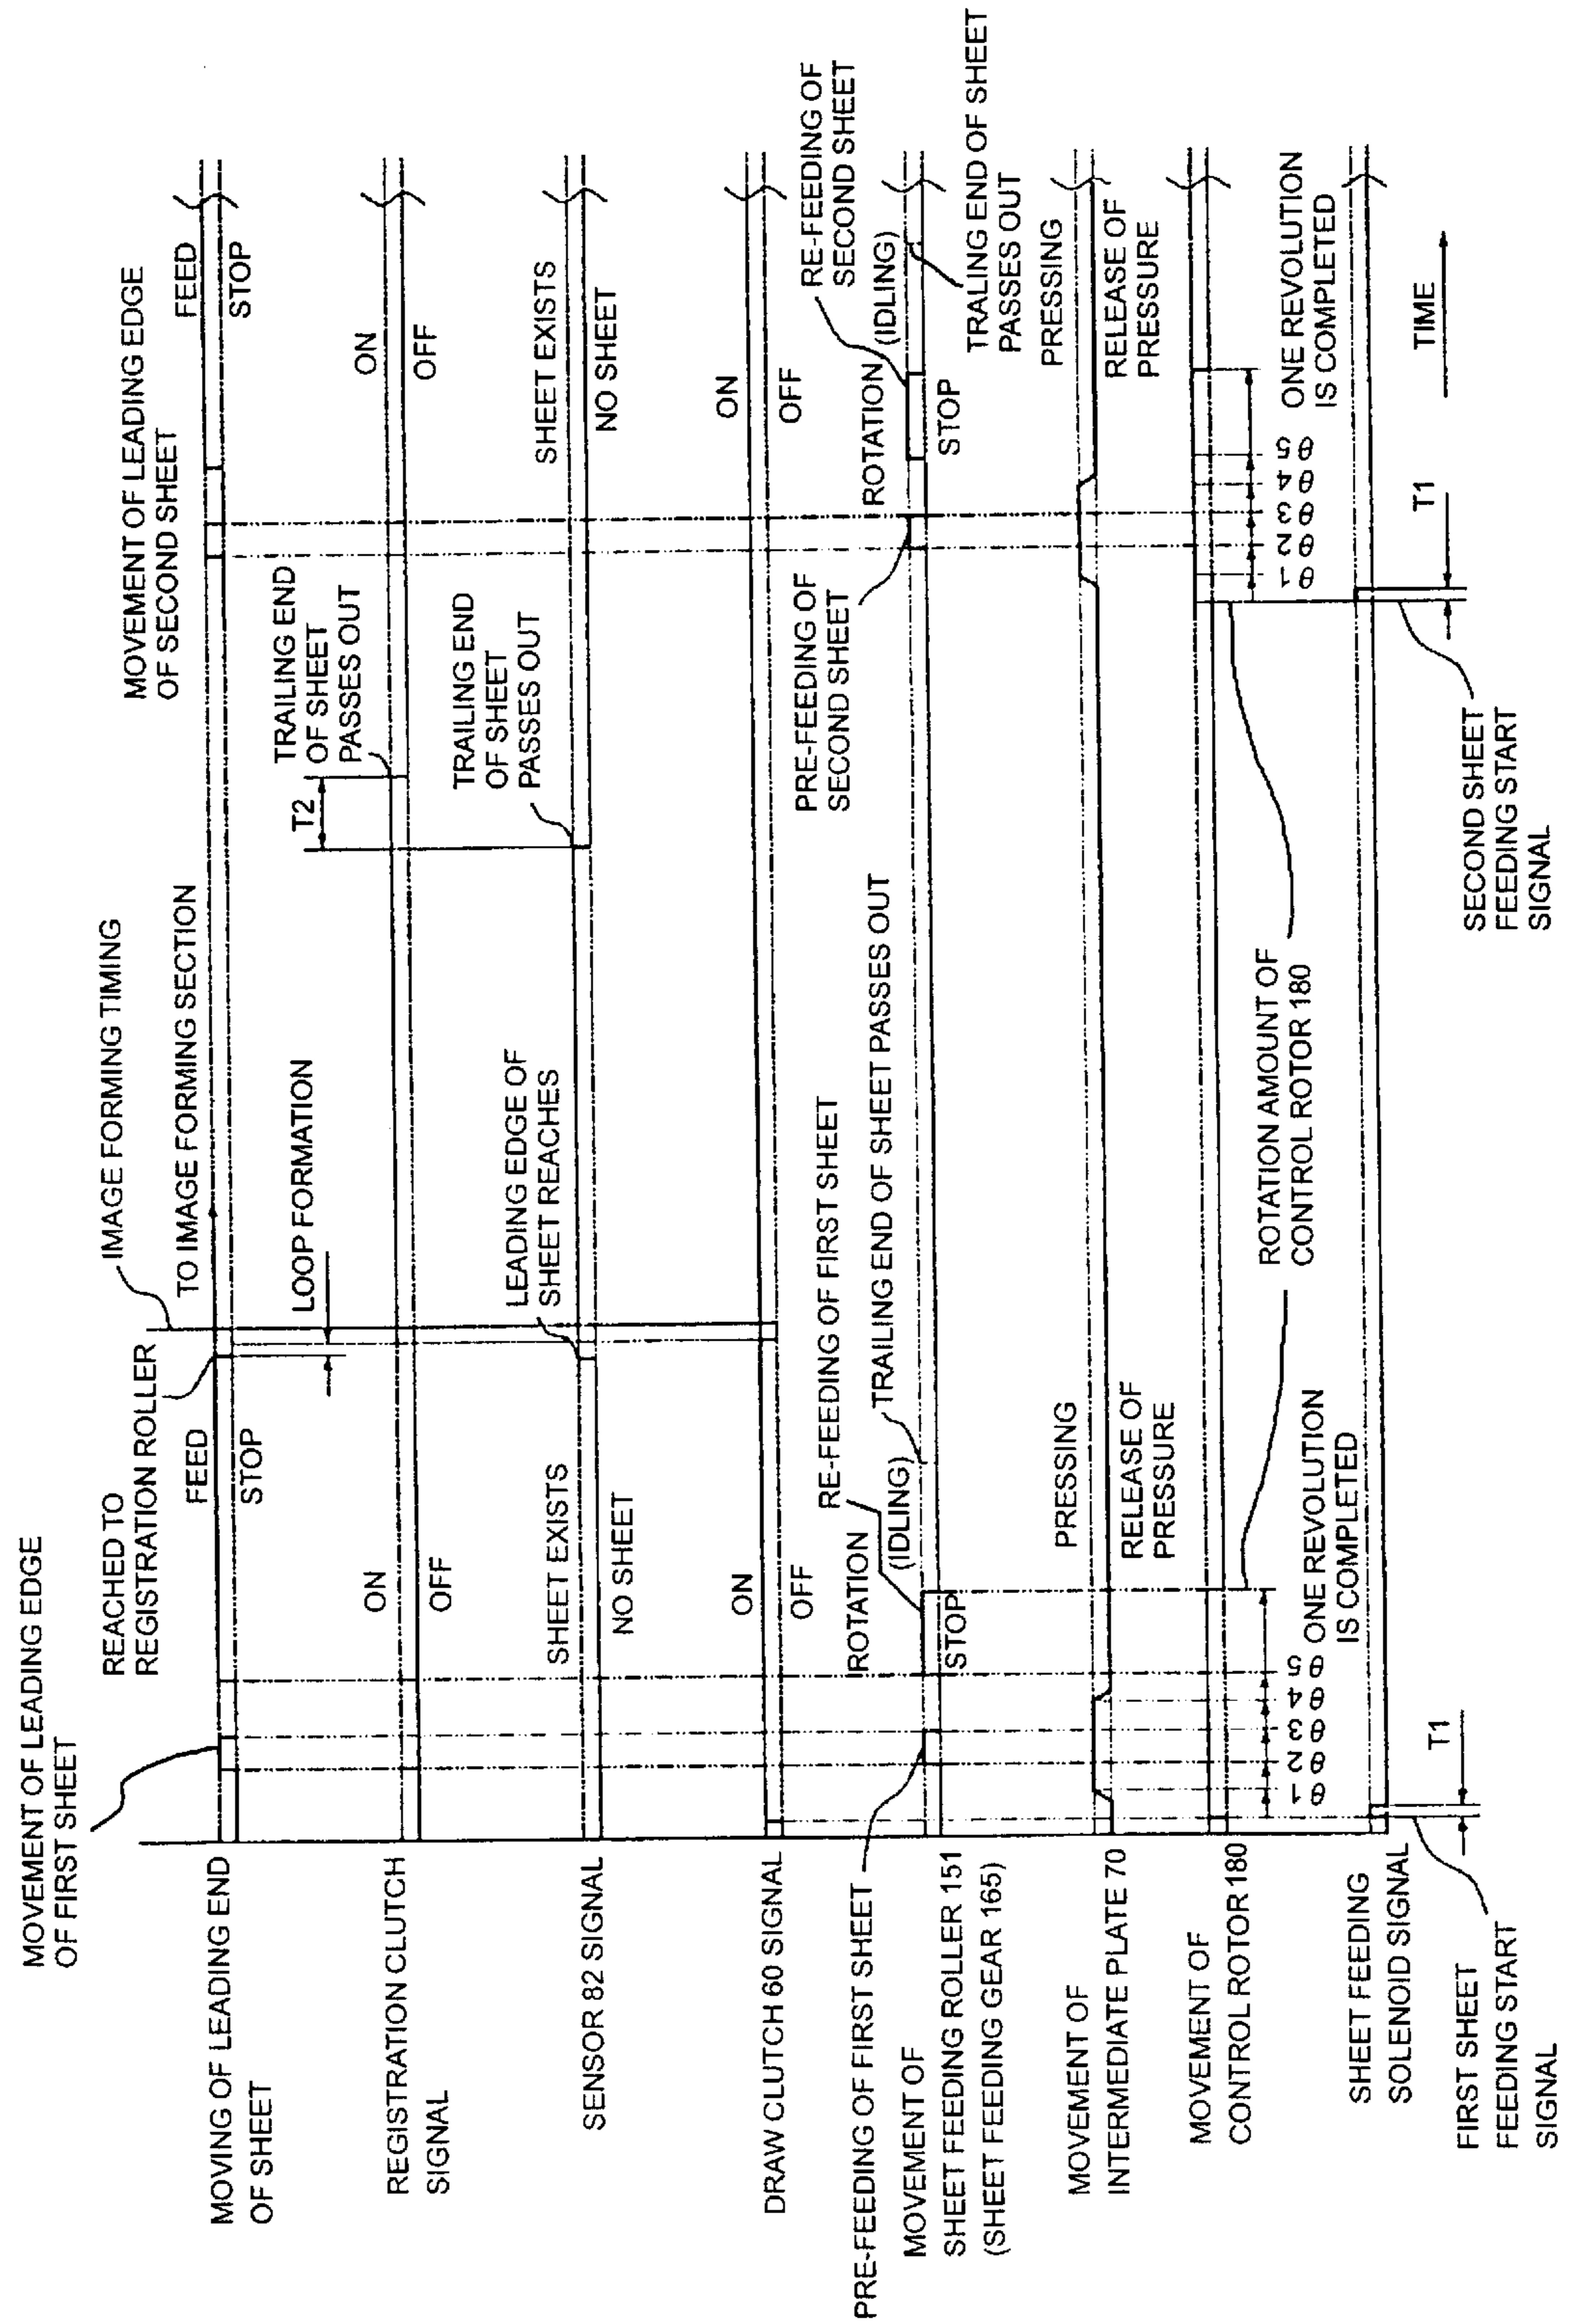 MOVEMENT OF LEADING EDGE
OF FIRST SHEET
REACHED TO
REGISTRATION ROLLER
IMAGE FORMING TIMING
TO IMAGE FORMING SECTION
MOVEMENT OF LEADING EDGE
OF SECOND SHEET
MOVING OF LEADING END
OF SHEET
FEED
STOP
LOOP FORMATION
FEED
STOP
T2
TRAILING END
OF SHEET
PASSES OUT
REGISTRATION CLUTCH
SIGNAL
ON
OFF
ON
OFF
LEADING EDGE OF
SHEET REACHES
TRAILING END
OF SHEET
PASSES OUT
SENSOR 82 SIGNAL
SHEET EXISTS
NO SHEET
SHEET EXISTS
NO SHEET
DRAW CLUTCH 60 SIGNAL
ON
OFF
ON
OFF
PRE-FEEDING OF FIRST SHEET
RE-FEEDING OF FIRST SHEET
TRAILING END OF SHEET PASSES OUT
PRE-FEEDING OF
SECOND SHEET
RE-FEEDING OF
SECOND SHEET
MOVEMENT OF
SHEET FEEDING ROLLER 151
(SHEET FEEDING GEAR 165)
ROTATION
(IDLING)
STOP
ROTATION
(IDLING)
STOP
TRALING END OF SHEET
PASSES OUT
MOVEMENT OF
INTERMEDIATE PLATE 70
PRESSING
RELEASE OF
PRESSURE
PRESSING
RELEASE OF
PRESSURE
MOVEMENT OF
CONTROL ROTOR 180
θ1 θ2 θ3 θ4 θ5
ONE REVOLUTION
IS COMPLETED
ROTATION AMOUNT OF
CONTROL ROTOR 180
θ1 θ2 θ3 θ4 θ5
ONE REVOLUTION
IS COMPLETED
SHEET FEEDING
SOLENOID SIGNAL
T1
T1
TIME
FIRST SHEET
FEEDING START
SIGNAL
SECOND SHEET
FEEDING START
SIGNAL